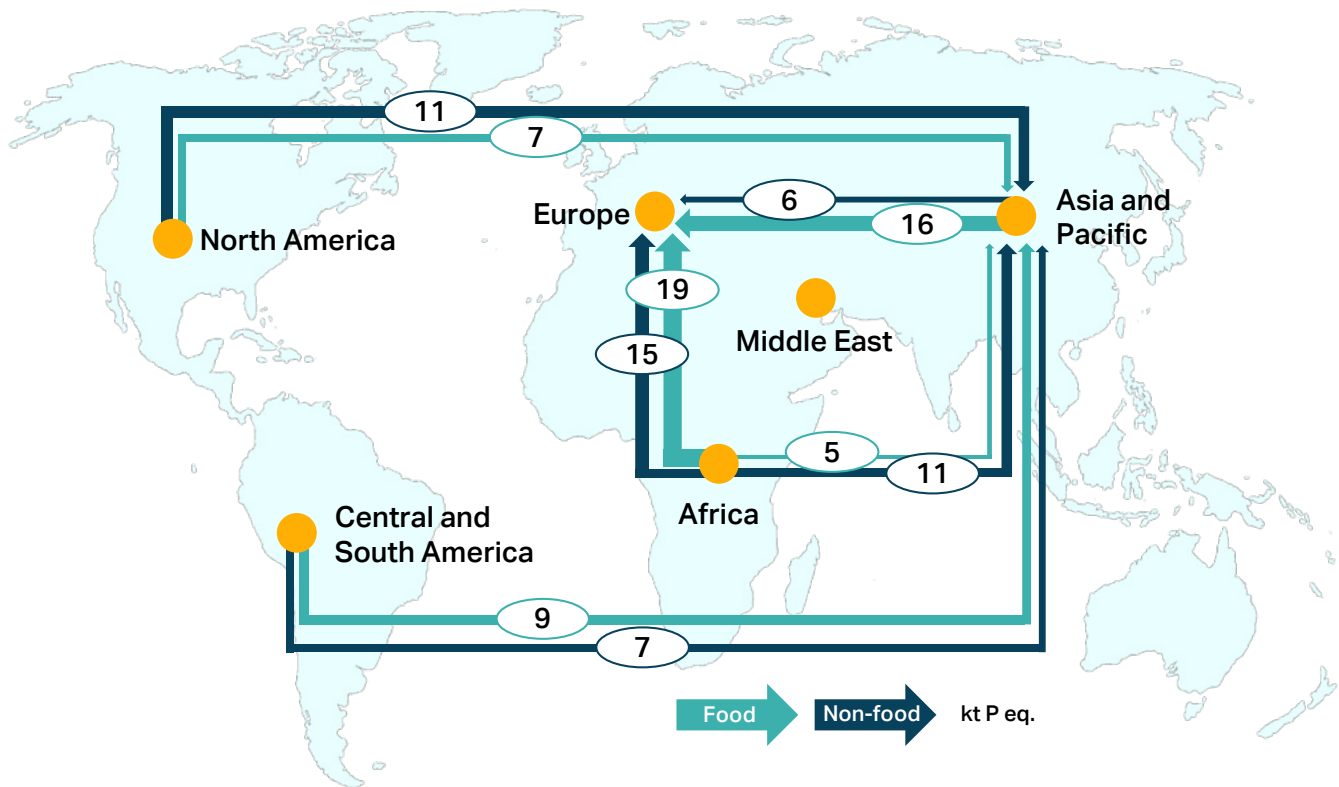 11
7
Europe
6
Asia and
Pacific
16
North America
19
Middle East
15
5
11
Africa
Central and
South America
9
7
Food
Non-food
kt P eq.